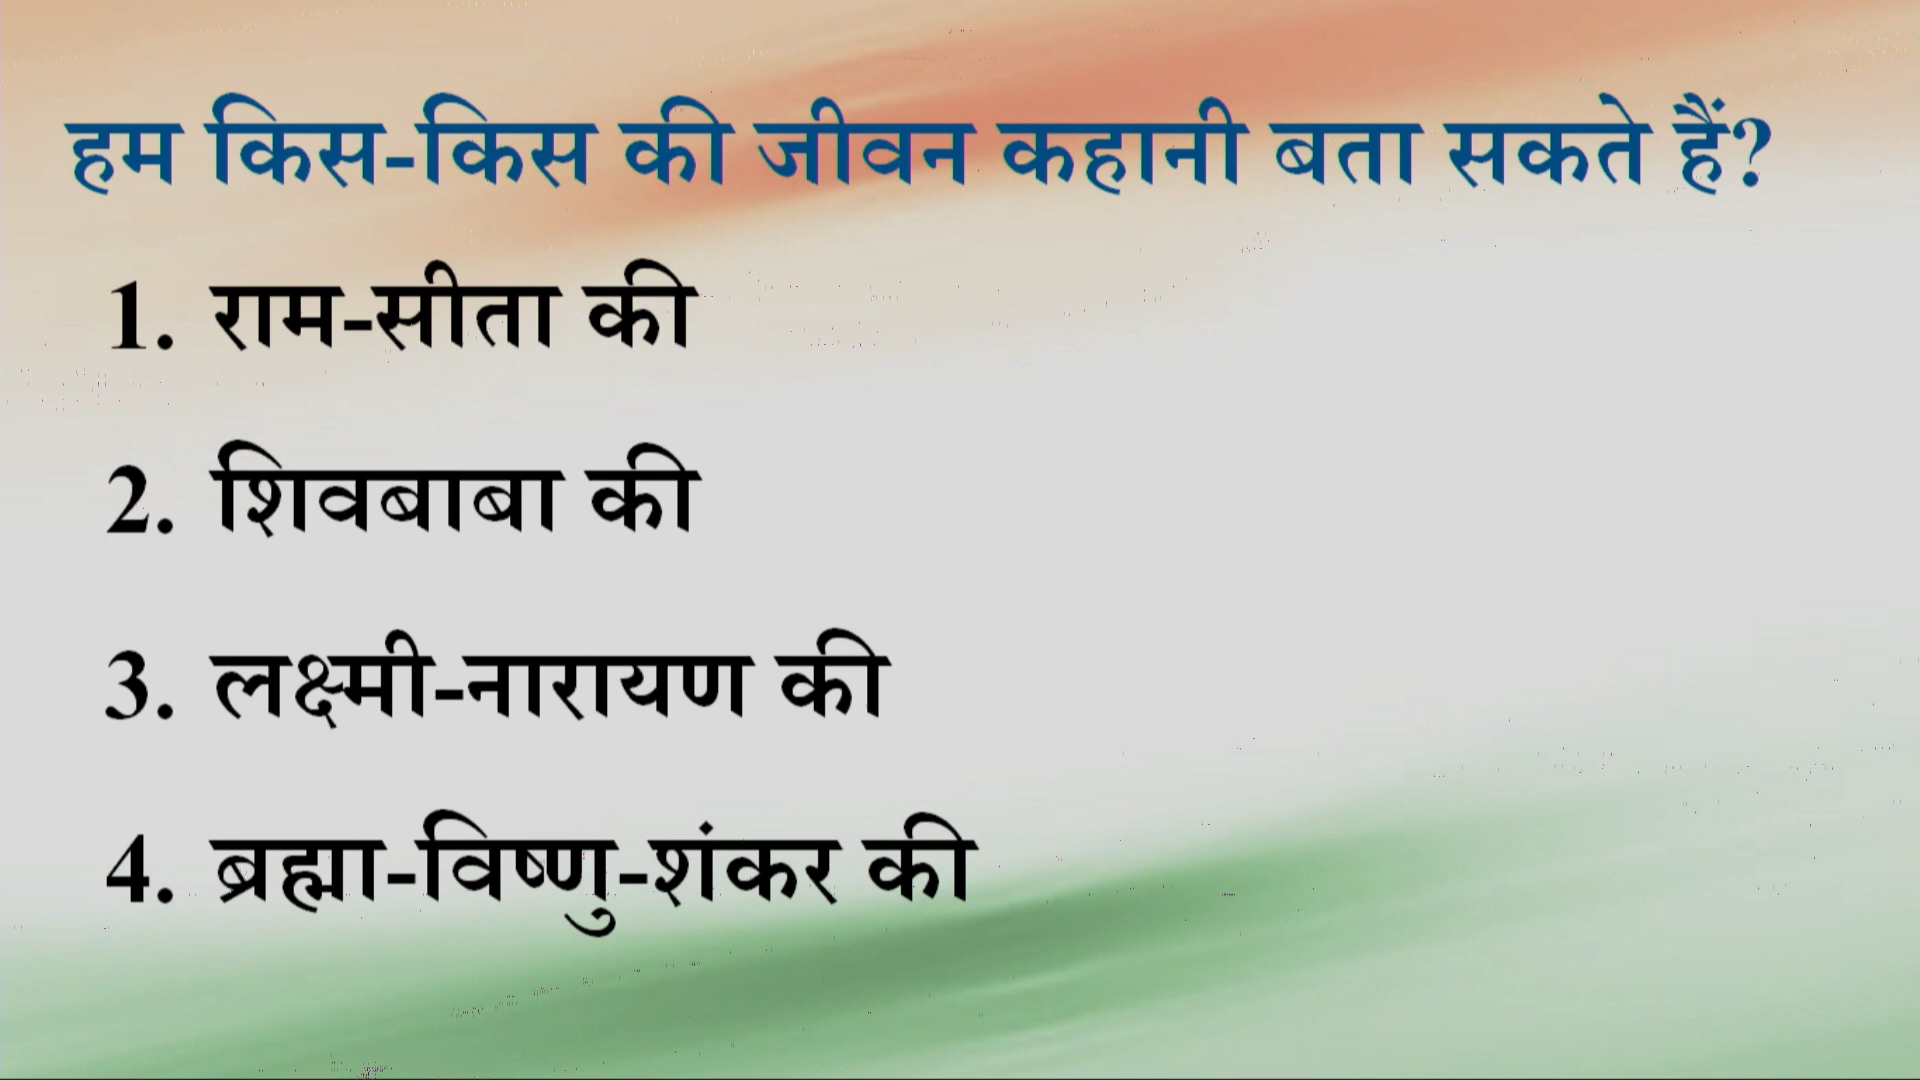 हम किस-किस की जीवन कहानी बता सकते हैं?
1. राम-सीता की
2. शिवबाबा की
3. लक्ष्मी-नारायण की
4. ब्रह्मा-विष्णु-शंकर की